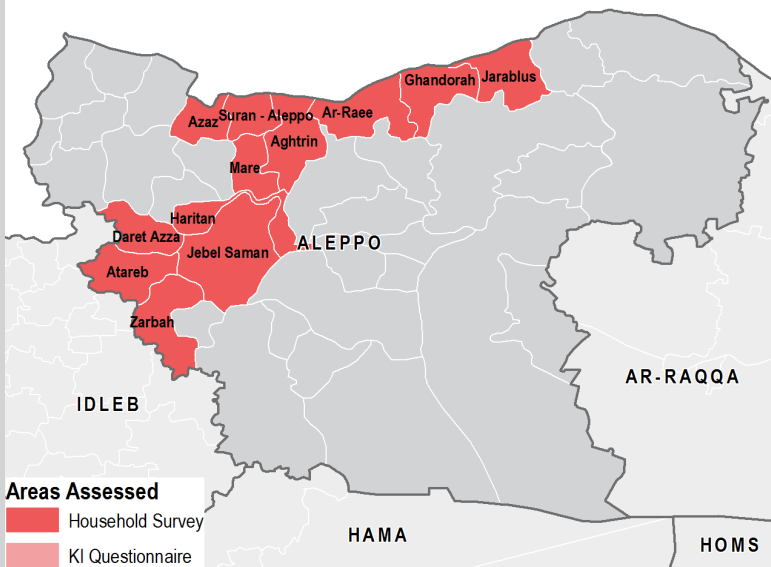 Ghandorah
Jarablus
Azaz
Suran - Aleppo
Ar-Raee
Aghtrin
Mare
Haritan
Daret Azza
ALEPPO
Jebel Saman
Atareb
Zarbah
AR-RAQQA
IDLEB
Areas Assessed
Household Survey
HAMA
HOMS
KI Questionnaire